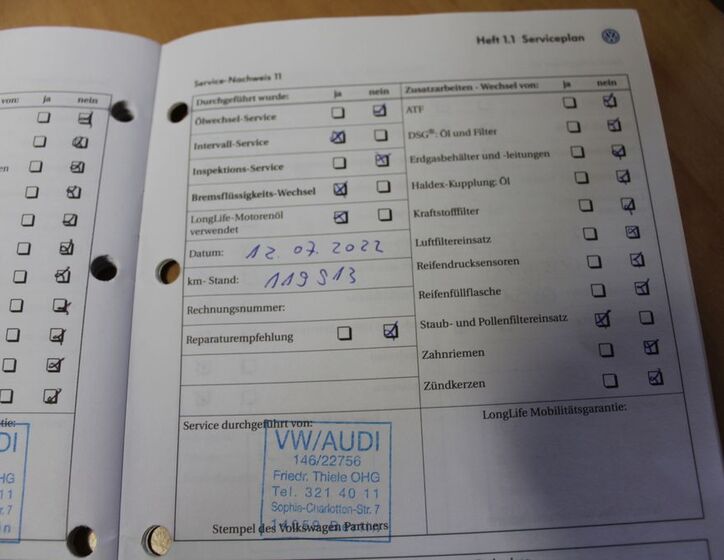 Heft 1.1 Serviceplan
Service-Nachweis 11
Durchgeführt wurde: ja nein
Ölwechsel-Service
Intervall-Service
Inspektions-Service
Bremsflüssigkeits-Wechsel
LongLife-Motorenöl
verwendet
Datum: 12.07.2022
km-Stand: 119513
Rechnungsnummer:
Reparaturempfehlung
Service durchgeführt von:
VW/AUDI
146/22756
Friedr. Thiele OHG
Tel. 321 40 11
Sophie-Charlotten-Str. 7
Stempel des Volkswagen Partners
Zusatzarbeiten - Wechsel von: ja nein
ATF
DSG®: Öl und Filter
Erdgasbehälter und -leitungen
Haldex-Kupplung: Öl
Kraftstofffilter
Luftfiltereinsatz
Reifendrucksensoren
Reifenfüllflasche
Staub- und Pollenfiltereinsatz
Zahnriemen
Zündkerzen
LongLife Mobilitätsgarantie:
von: ja nein